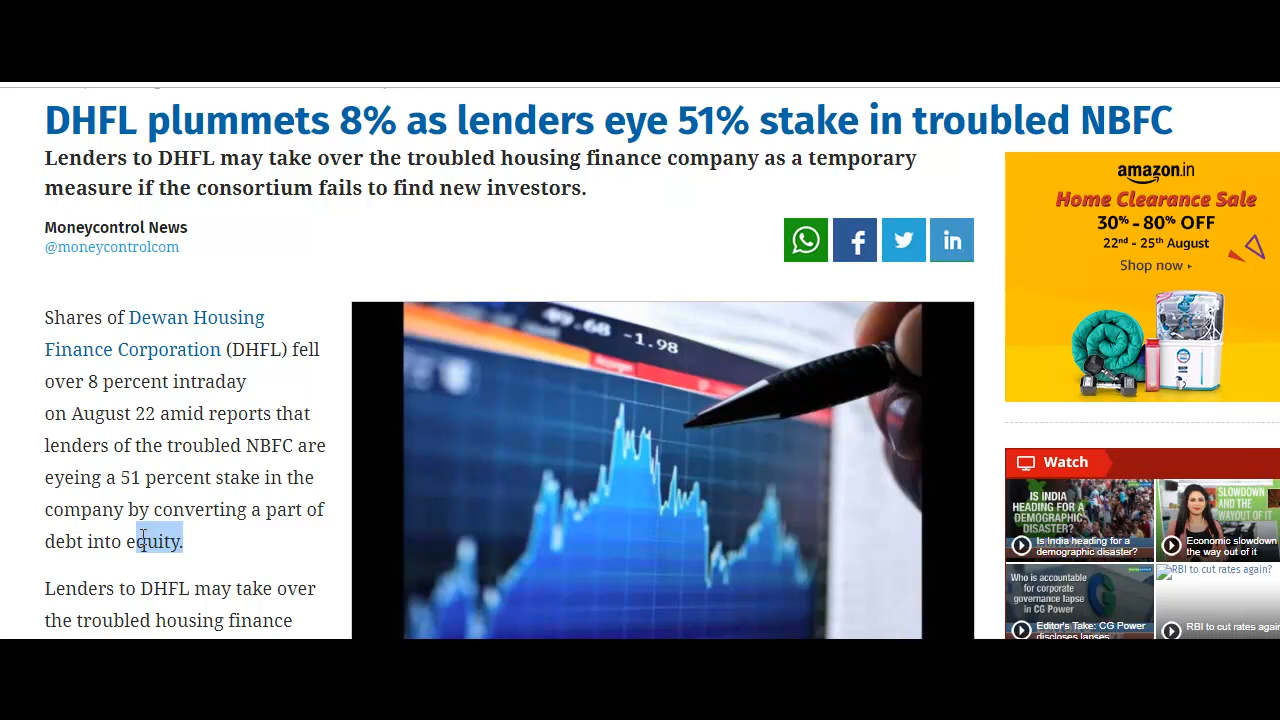 DHFL plummets 8% as lenders eye 51% stake in troubled NBFC
Lenders to DHFL may take over the troubled housing finance company as a temporary
measure if the consortium fails to find new investors.
Moneycontrol News
@moneycontrolcom
Shares of Dewan Housing
Finance Corporation (DHFL) fell
over 8 percent intraday
on August 22 amid reports that
lenders of the troubled NBFC are
eyeing a 51 percent stake in the
company by converting a part of
debt into equity.
Lenders to DHFL may take over
the troubled housing finance
49.68 -1.98
amazon.in
Home Clearance Sale
30% - 80% OFF
22nd - 25th August
Shop now
Watch
IS INDIA
HEADING FOR A
DEMOGRAPHIC
DISASTER?
Is India heading for a
demographic disaster?
SLOWDOWN
AND THE
WAYOUT OF IT
Economic slowdown
the way out of it
Who is accountable
for corporate
governance lapse
in CG Power
Editor's Take: CG Power
discloses lapses
RBI to cut rates again?
RBI to cut rates again